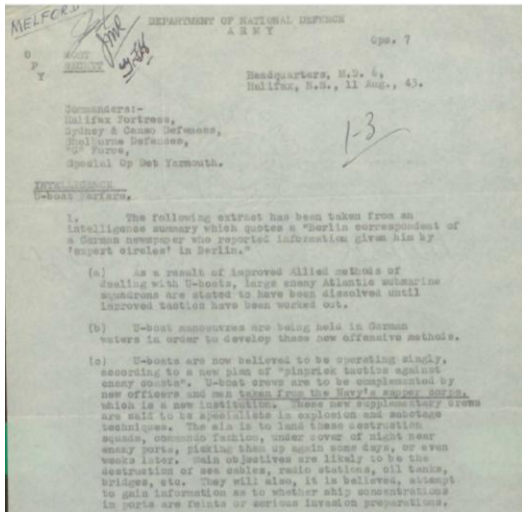 MELFORD
DEPARTMENT OF NATIONAL DEFENCE
ARMY
Ops. 7
C O P Y
MOST
SECRET
Headquarters, M.D. 6,
Halifax, N.S., 11 Aug., 43.
Commanders:-
Halifax Fortress,
Sydney & Canso Defences,
Shelburne Defences,
"G" Force,
Special Op Det Yarmouth.
1-3
INTELLIGENCE
U-boat Warfare.
1. The following extract has been taken from an
intelligence summary which quotes a "Berlin correspondent of
a German newspaper who reported information given him by
'expert circles' in Berlin."
(a) As a result of improved Allied methods of
dealing with U-boats, large enemy Atlantic submarine
squadrons are stated to have been dissolved until
improved tactics have been worked out.
(b) U-boat manoeuvres are being held in German
waters in order to develop these new offensive methods.
(c) U-boats are now believed to be operating singly,
according to a new plan of "pinprick tactics against
enemy coasts". U-boat crews are to be complemented by
new officers and men taken from the Navy's sapper corps,
which is a new institution. These new supplementary crews
are said to be specialists in explosion and sabotage
techniques. The aim is to land these destruction
squads, commando fashion, under cover of night near
enemy ports, picking them up again some days, or even
weeks later. Main objectives are likely to be the
destruction of sea cables, radio stations, oil tanks,
bridges, etc. They will also, it is believed, attempt
to gain information as to whether ship concentrations
in ports are feints or serious invasion preparations.